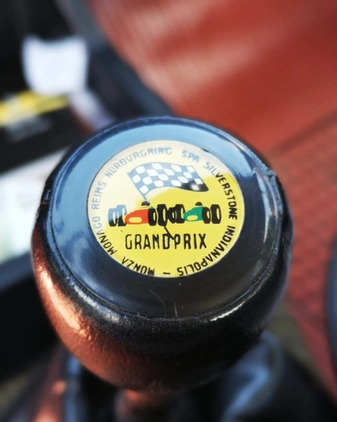 MONZA MONACO REIMS NURBURGRING SPA SILVERSTONE INDIANAPOLIS -
GRAND PRIX